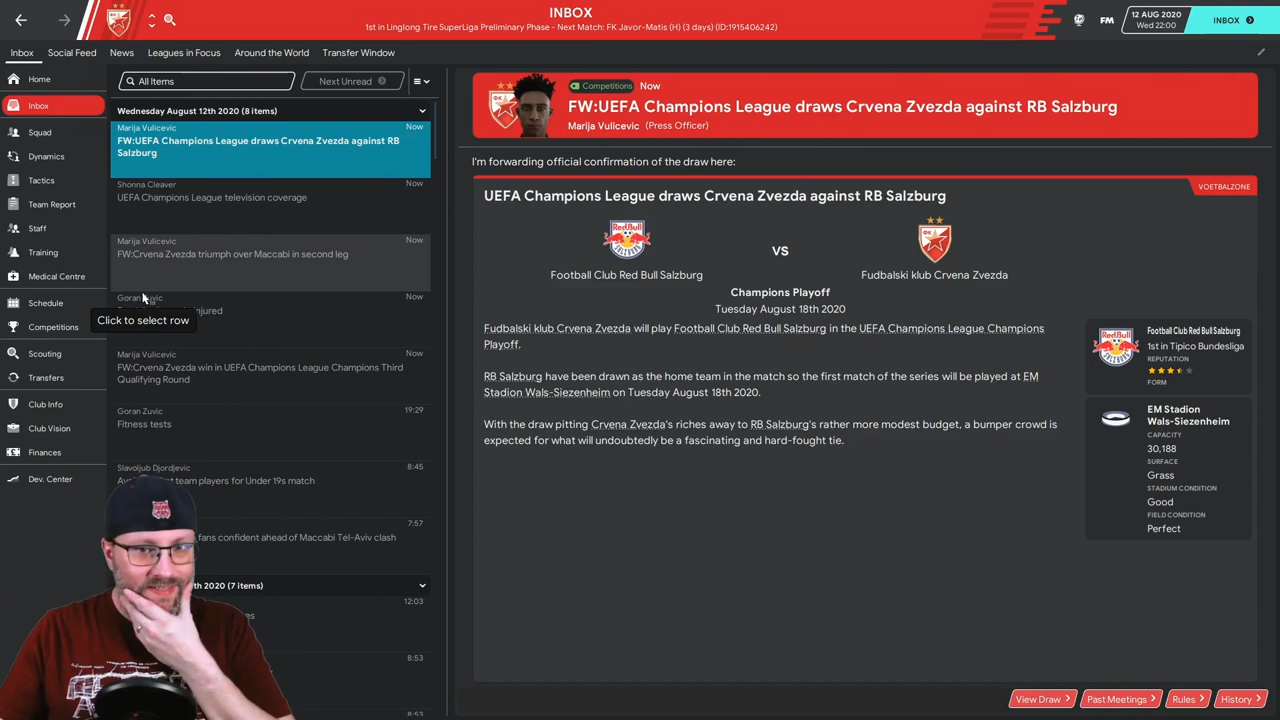 INBOX
1st in Linglong Tire SuperLiga Preliminary Phase - Next Match: FK Javor-Matis (H) (3 days) (ID:1915406242)
FM
12 AUG 2020
Wed 22:00
INBOX
Inbox
Social Feed
News
Leagues in Focus
Around the World
Transfer Window
Home
Inbox
Squad
Dynamics
Tactics
Team Report
Staff
Training
Medical Centre
Schedule
Competitions
Scouting
Transfers
Club Info
Club Vision
Finances
Dev. Center
All Items
Next Unread
Wednesday August 12th 2020 (8 items)
Marija Vulicevic
Now
FW:UEFA Champions League draws Crvena Zvezda against RB
Salzburg
Shonna Cleaver
Now
UEFA Champions League television coverage
Marija Vulicevic
Now
FW:Crvena Zvezda triumph over Maccabi in second leg
Goran Zuvic
Now
injured
Click to select row
Marija Vulicevic
Now
FW:Crvena Zvezda win in UEFA Champions League Champions Third
Qualifying Round
Goran Zuvic
19:29
Fitness tests
Slavoljub Djordjevic
8:45
team players for Under 19s match
7:57
fans confident ahead of Maccabi Tel-Aviv clash
2020 (7 items)
12:03
8:53
8:53
Competitions
Now
FW:UEFA Champions League draws Crvena Zvezda against RB Salzburg
Marija Vulicevic (Press Officer)
I'm forwarding official confirmation of the draw here:
VOETBALZONE
UEFA Champions League draws Crvena Zvezda against RB Salzburg
VS
Football Club Red Bull Salzburg
Fudbalski klub Crvena Zvezda
Champions Playoff
Tuesday August 18th 2020
Fudbalski klub Crvena Zvezda will play Football Club Red Bull Salzburg in the UEFA Champions League Champions
Playoff.
RB Salzburg have been drawn as the home team in the match so the first match of the series will be played at EM
Stadion Wals-Siezenheim on Tuesday August 18th 2020.
With the draw pitting Crvena Zvezda's riches away to RB Salzburg's rather more modest budget, a bumper crowd is
expected for what will undoubtedly be a fascinating and hard-fought tie.
Football Club Red Bull Salzburg
1st in Tipico Bundesliga
REPUTATION
FORM
EM Stadion
Wals-Siezenheim
CAPACITY
30,188
SURFACE
Grass
STADIUM CONDITION
Good
FIELD CONDITION
Perfect
View Draw
Past Meetings
Rules
History